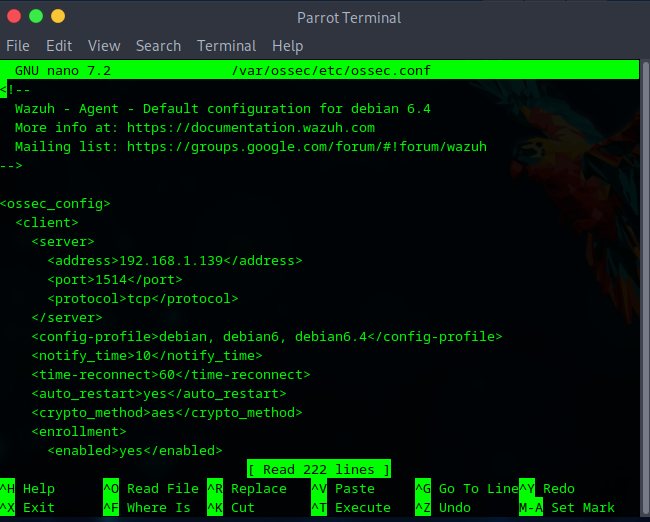 Parrot Terminal
File Edit View Search Terminal Help
GNU nano 7.2 /var/ossec/etc/ossec.conf
<!--
Wazuh - Agent - Default configuration for debian 6.4
More info at: https://documentation.wazuh.com
Mailing list: https://groups.google.com/forum/#!forum/wazuh
-->
<ossec_config>
<client>
<server>
<address>192.168.1.139</address>
<port>1514</port>
<protocol>tcp</protocol>
</server>
<config-profile>debian, debian6, debian6.4</config-profile>
<notify_time>10</notify_time>
<time-reconnect>60</time-reconnect>
<auto_restart>yes</auto_restart>
<crypto_method>aes</crypto_method>
<enrollment>
<enabled>yes</enabled>
[ Read 222 lines ]
^H Help ^O Read File ^R Replace ^V Paste ^G Go To Line ^Y Redo
^X Exit ^F Where Is ^K Cut ^T Execute ^Z Undo M-A Set Mark